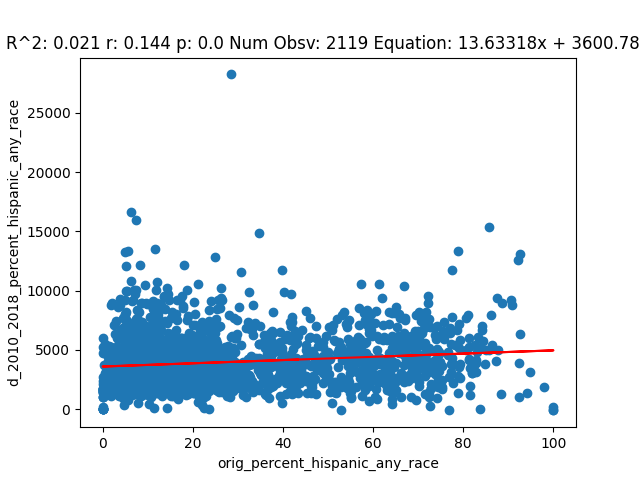 R^2: 0.021 r: 0.144 p: 0.0 Num Obsv: 2119 Equation: 13.63318x + 3600.78
d_2010_2018_percent_hispanic_any_race
25000
20000
15000
10000
5000
0
0 20 40 60 80 100
orig_percent_hispanic_any_race